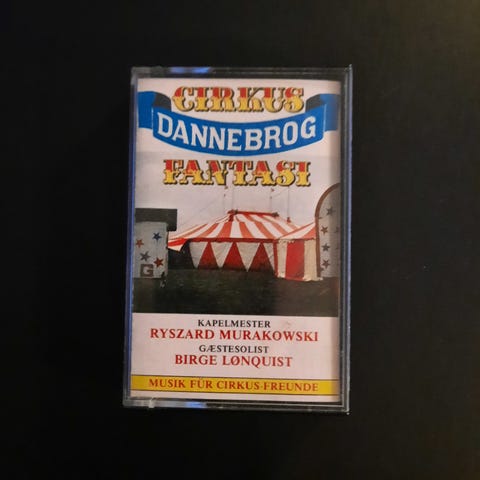 CIRKUS
DANNEBROG
FANTASI
G
KAPELMESTER
RYSZARD MURAKOWSKI
GÆSTESOLIST
BIRGE LØNQUIST
MUSIK FÜR CIRKUS-FREUNDE